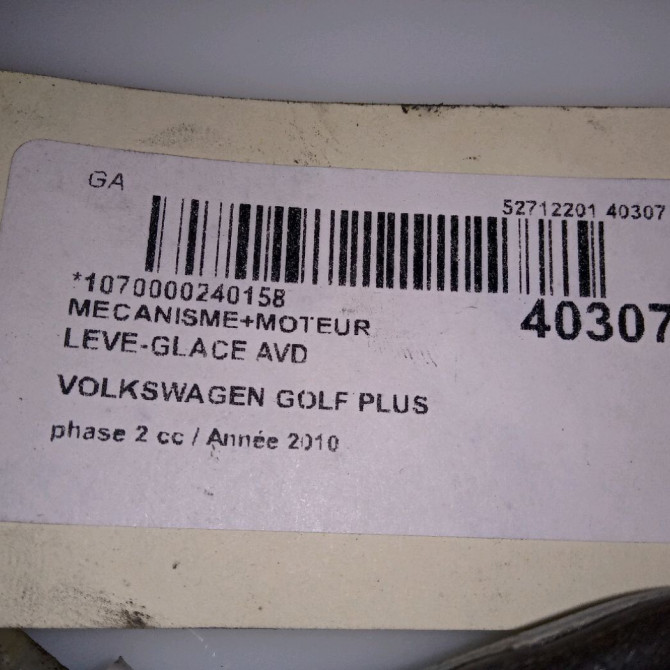 GA
52712201 40307
*1070000240158
40307
MECANISME+MOTEUR
LEVE-GLACE AVD
VOLKSWAGEN GOLF PLUS
phase 2 cc / Année 2010